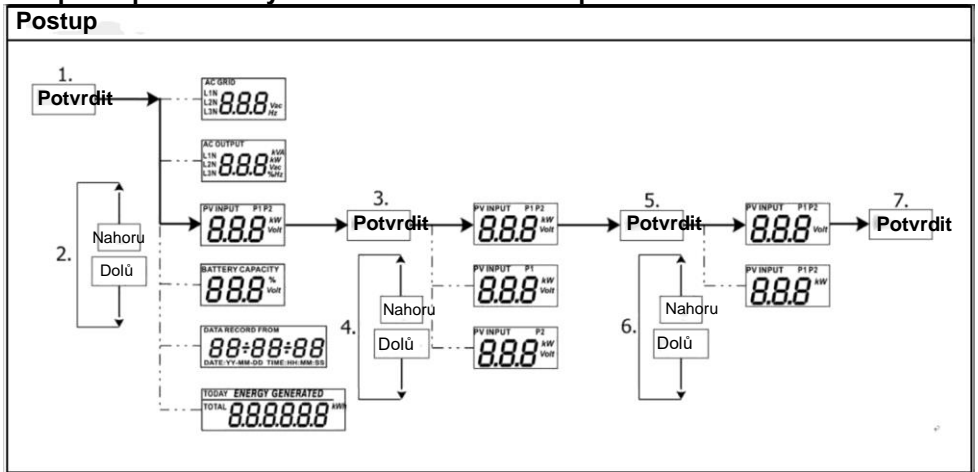 Postup
1.
Potvrdit
AC GRID
L1N
L2N
L3N
8.8.8
Vac
Hz
AC OUTPUT
L1N
L2N
L3N
8.8.8
kVA
kW
Vac
%Hz
2.
Nahoru
Dolů
PV INPUT P1 P2
8.8.8
kW
Volt
BATTERY CAPACITY
8.8.8
%
Volt
DATA RECORD FROM
88:88:88
DATE:YY-MM-DD TIME:HH:MM:SS
TODAY ENERGY GENERATED
TOTAL 8.8.8.8.8.8 kWh
3.
Potvrdit
4.
Nahoru
Dolů
PV INPUT P1 P2
8.8.8
kW
Volt
PV INPUT P1
8.8.8
kW
Volt
PV INPUT P2
8.8.8
kW
Volt
5.
Potvrdit
6.
Nahoru
Dolů
PV INPUT P1 P2
8.8.8
Volt
PV INPUT P1 P2
8.8.8
kW
7.
Potvrdit